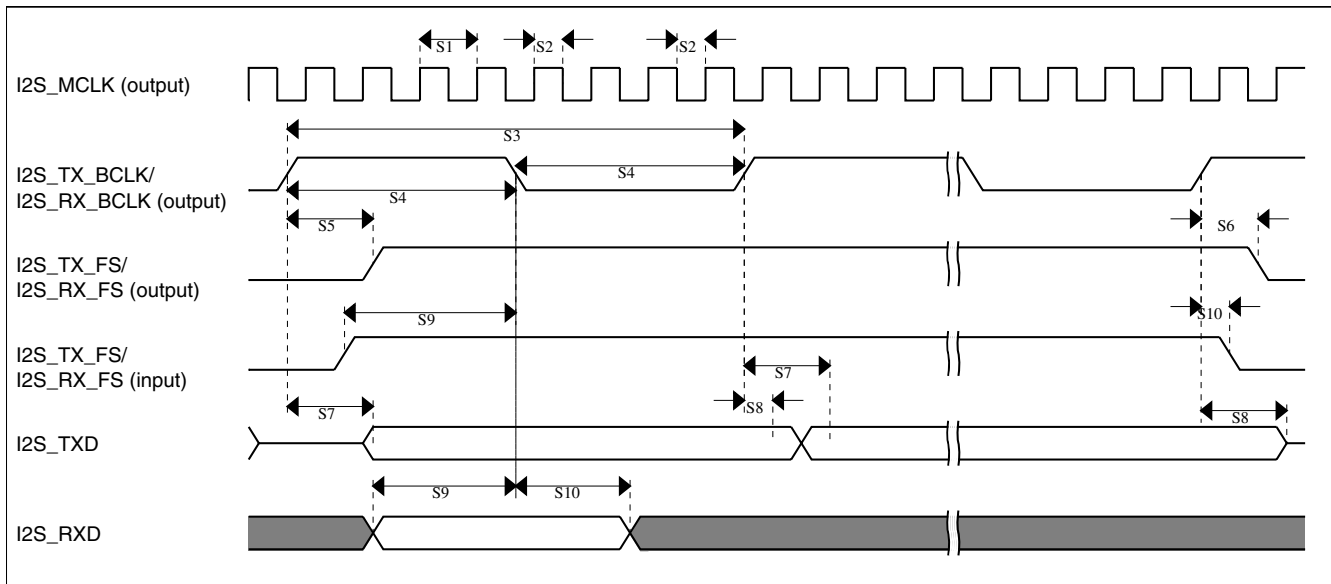 S1
S2
S2
I2S_MCLK (output)
S3
I2S_TX_BCLK/
I2S_RX_BCLK (output)
S4
S4
S5
S6
I2S_TX_FS/
I2S_RX_FS (output)
S9
S10
I2S_TX_FS/
I2S_RX_FS (input)
S7
S7
S8
S8
I2S_TXD
S9
S10
I2S_RXD